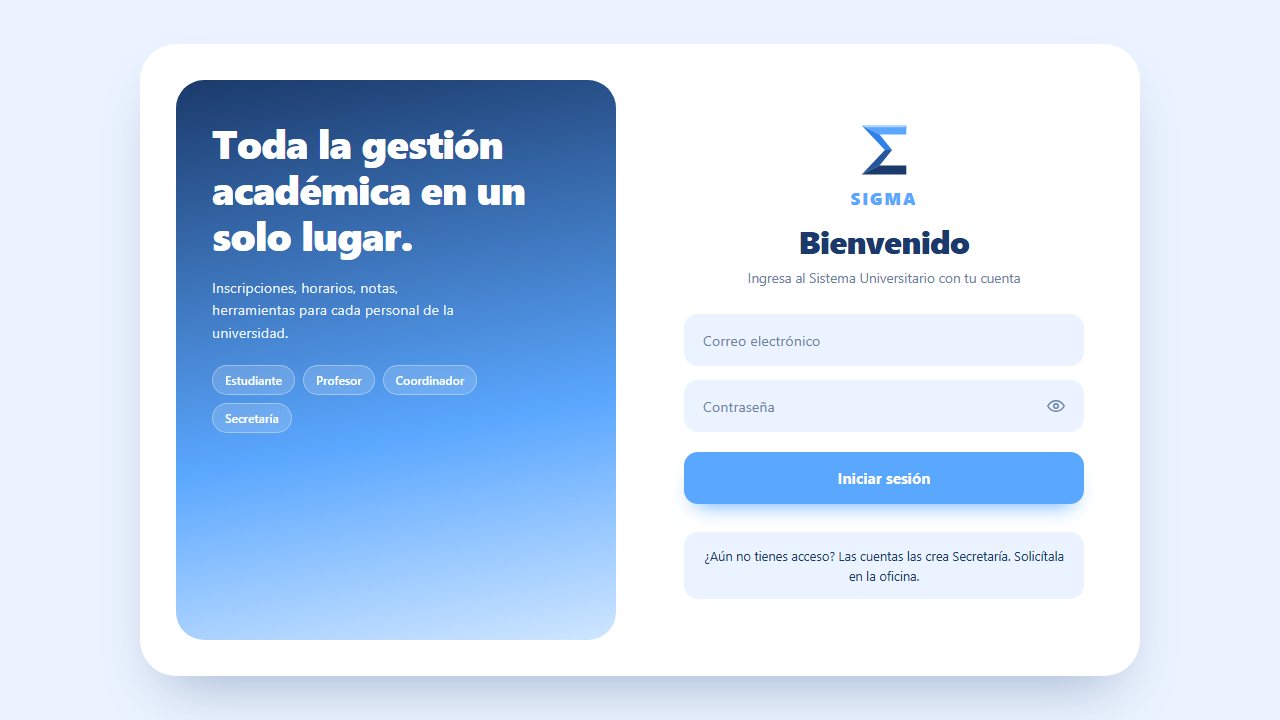 Toda la gestión
académica en un
solo lugar.
Inscripciones, horarios, notas,
herramientas para cada personal de la
universidad.
Estudiante
Profesor
Coordinador
Secretaría
SIGMA
Bienvenido
Ingresa al Sistema Universitario con tu cuenta
Correo electrónico
Contraseña
Iniciar sesión
¿Aún no tienes acceso? Las cuentas las crea Secretaría. Solicítala
en la oficina.